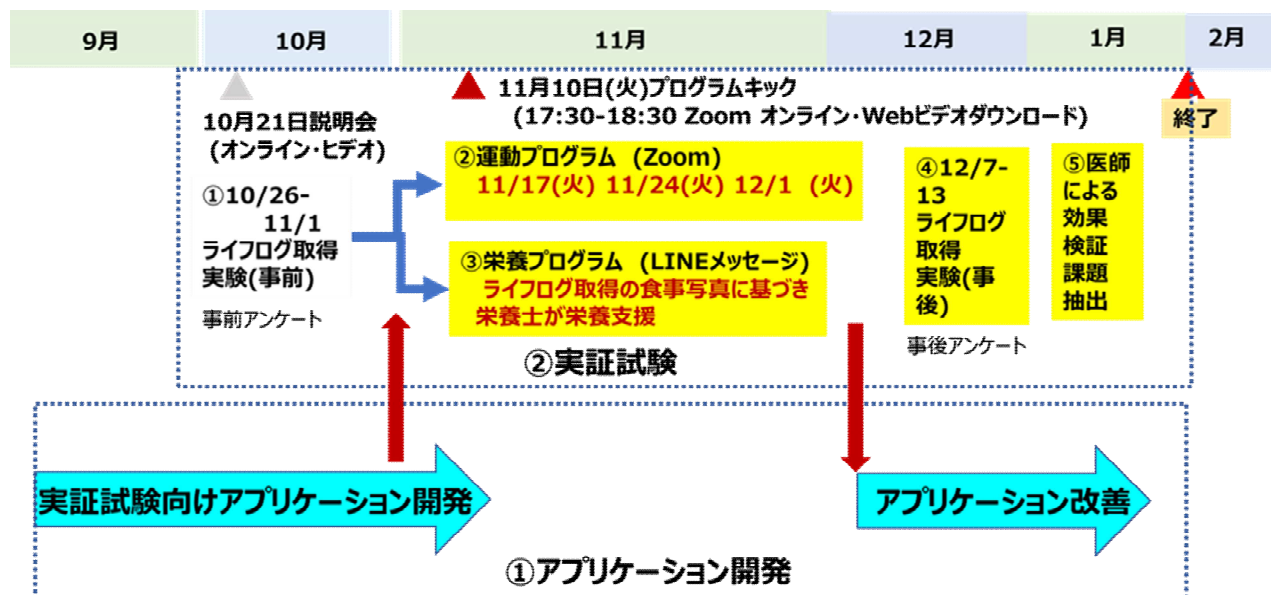 9月 10月 11月 12月 1月 2月
11月10日(火)プログラムキック
(17:30-18:30 Zoom オンライン・Webビデオダウンロード)
終了
10月21日説明会
(オンライン・ヒデオ)
①10/26-
11/1
ライフログ取得
実験(事前)
事前アンケート
②運動プログラム (Zoom)
11/17(火) 11/24(火) 12/1 (火)
③栄養プログラム (LINEメッセージ)
ライフログ取得の食事写真に基づき
栄養士が栄養支援
④12/7-
13
ライフログ
取得
実験(事
後)
事後アンケート
⑤医師
による
効果
検証
課題
抽出
②実証試験
実証試験向けアプリケーション開発
アプリケーション改善
①アプリケーション開発